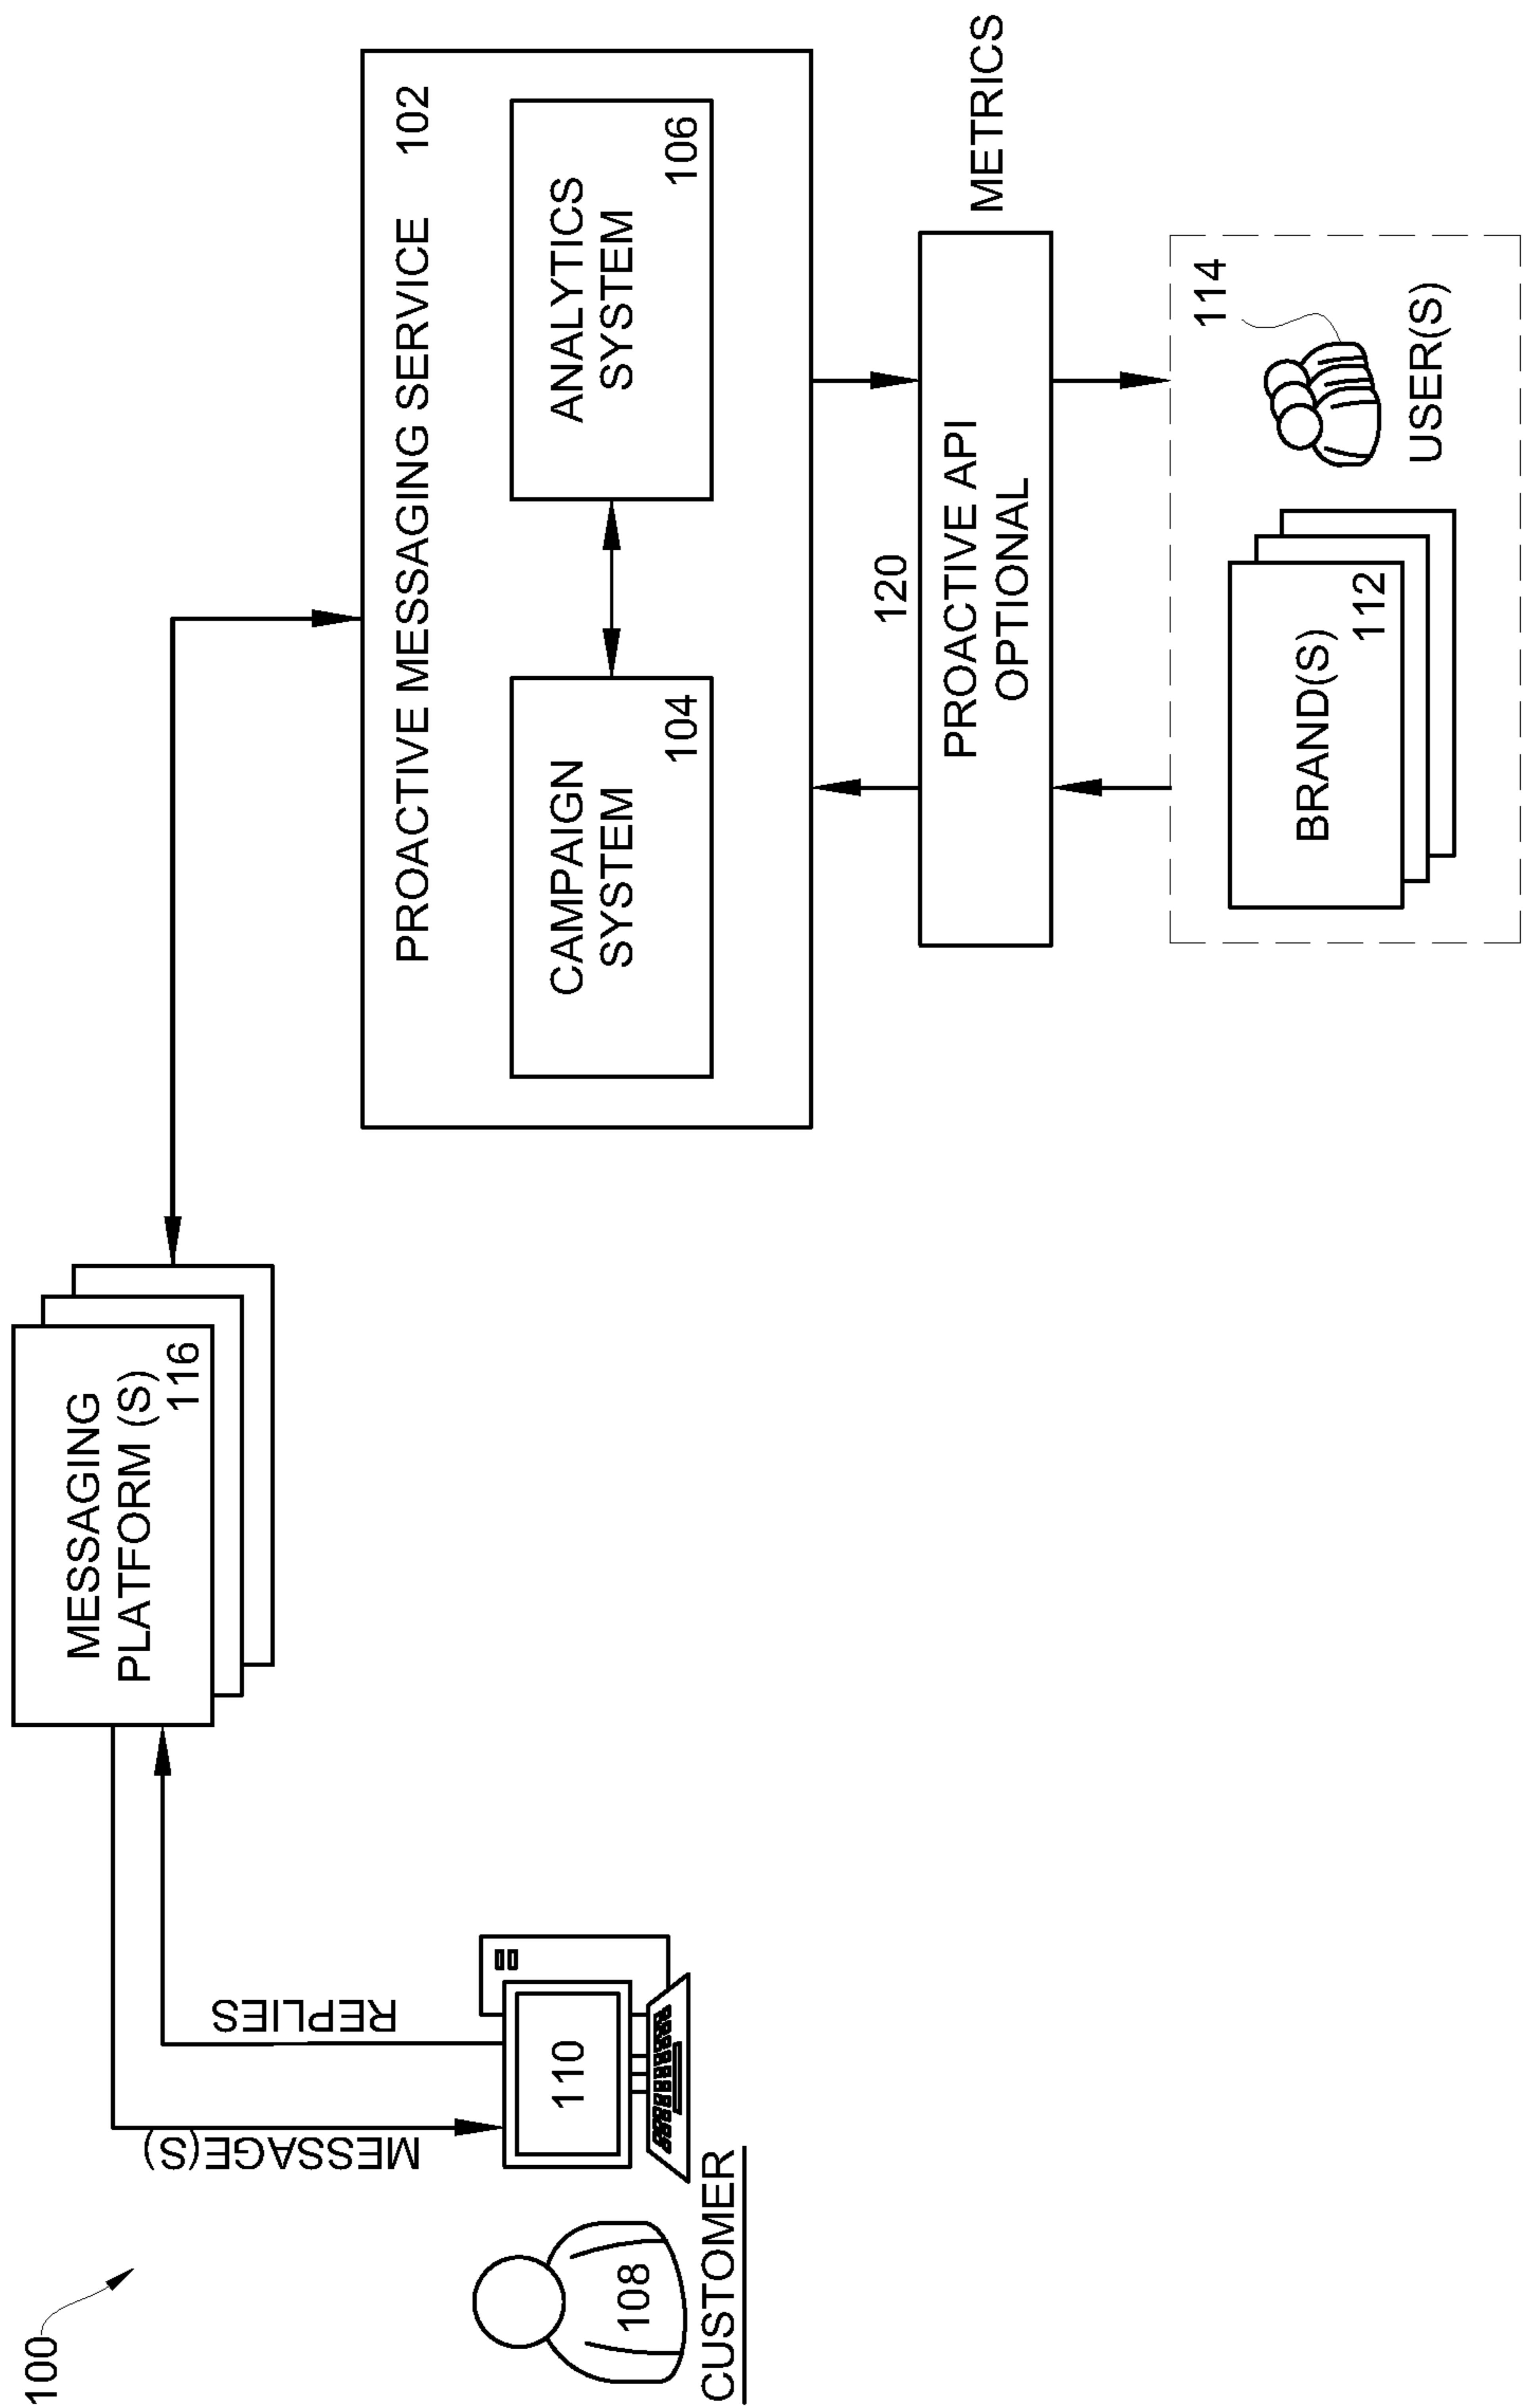 100
MESSAGING
PLATFORM (S)
116
MESSAGE(S)
REPLIES
110
108
CUSTOMER
PROACTIVE MESSAGING SERVICE 102
CAMPAIGN
SYSTEM
104
ANALYTICS
SYSTEM
106
120
PROACTIVE API
OPTIONAL
METRICS
BRAND(S)
112
114
USER(S)